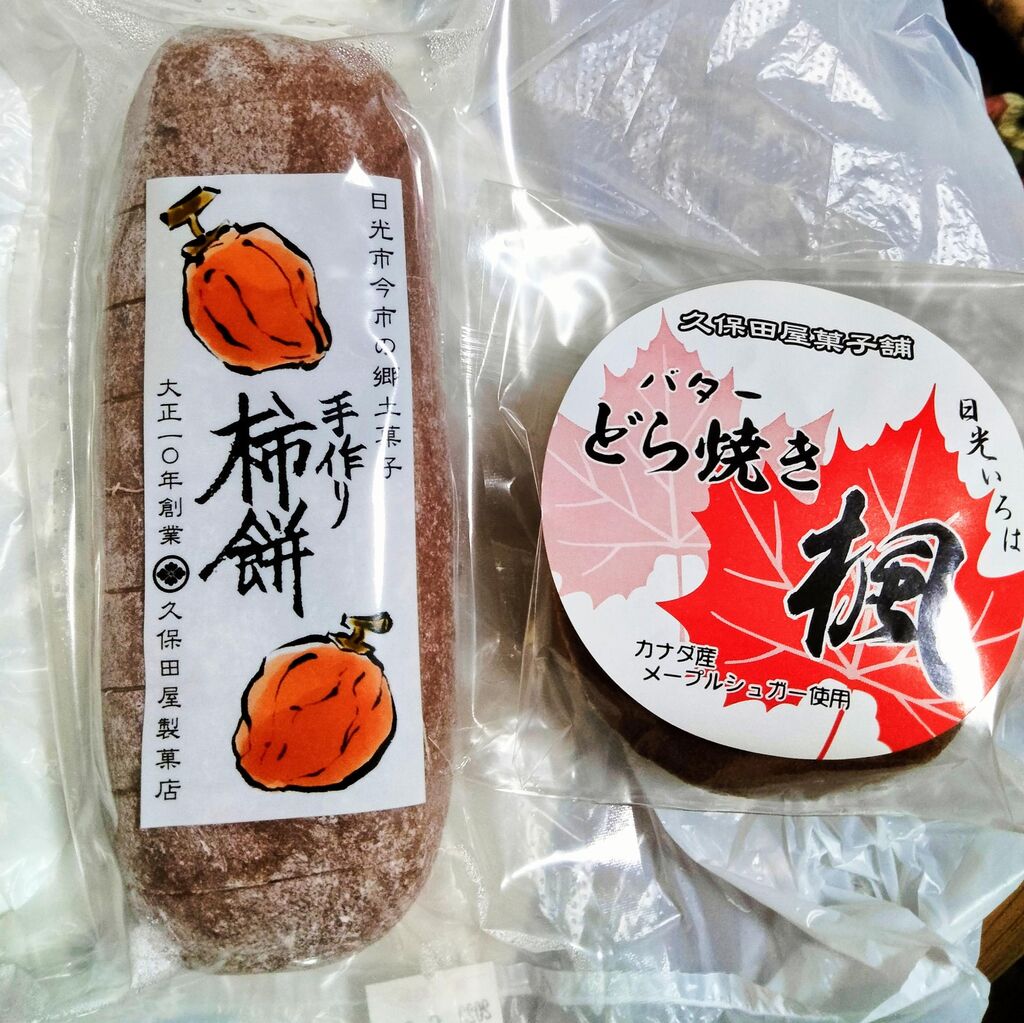 日光市今市の郷土菓子
手作り
柿餅
大正一〇年創業 久保田屋製菓店
久保田屋菓子舗
バター
どら焼き
日光いろは
楓
カナダ産
メープルシュガー使用